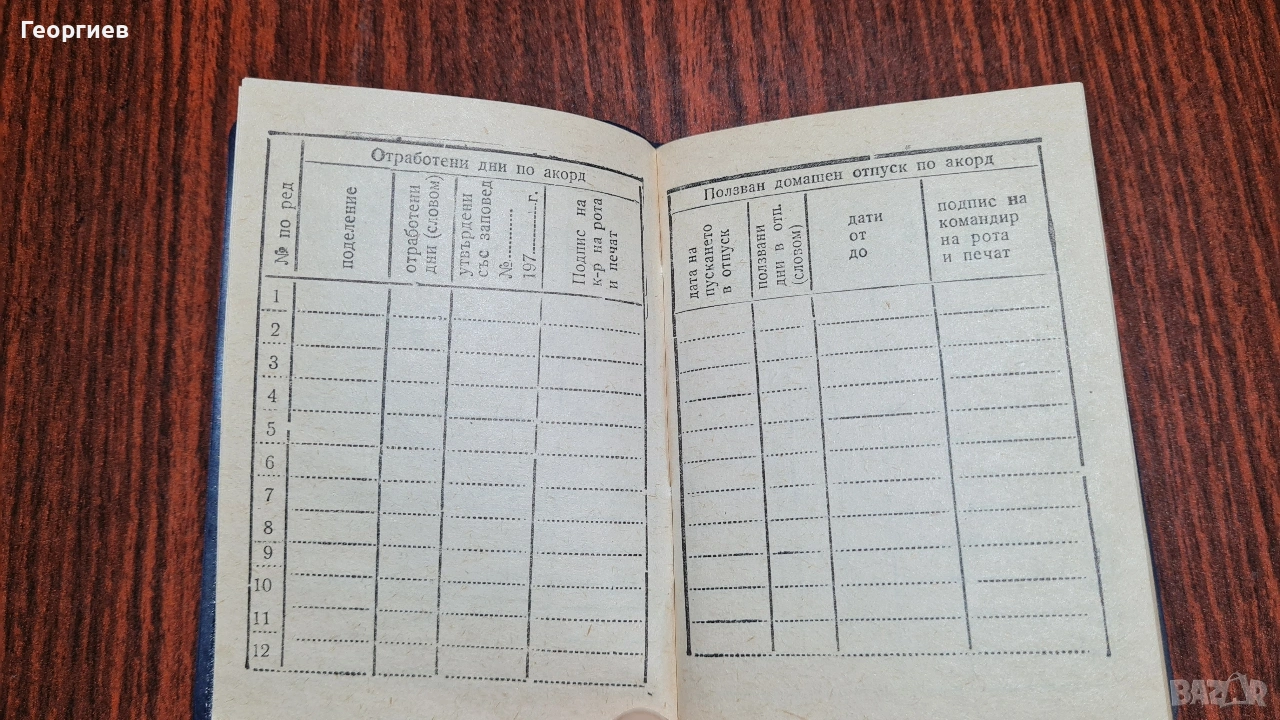 Георгиев
Отработени дни по акорд
№ по ред
поделение
отработени
дни (словом)
утвърдени
със заповед
№............
197........г.
Подпис на
к-р на рота
и печат
1
2
3
4
5
6
7
8
9
10
11
12
Ползван домашен отпуск по акорд
дата на
пускането
в отпуск
ползвани
дни в отп.
(словом)
дати
от
до
подпис на
командир
на рота
и печат
BAZAR